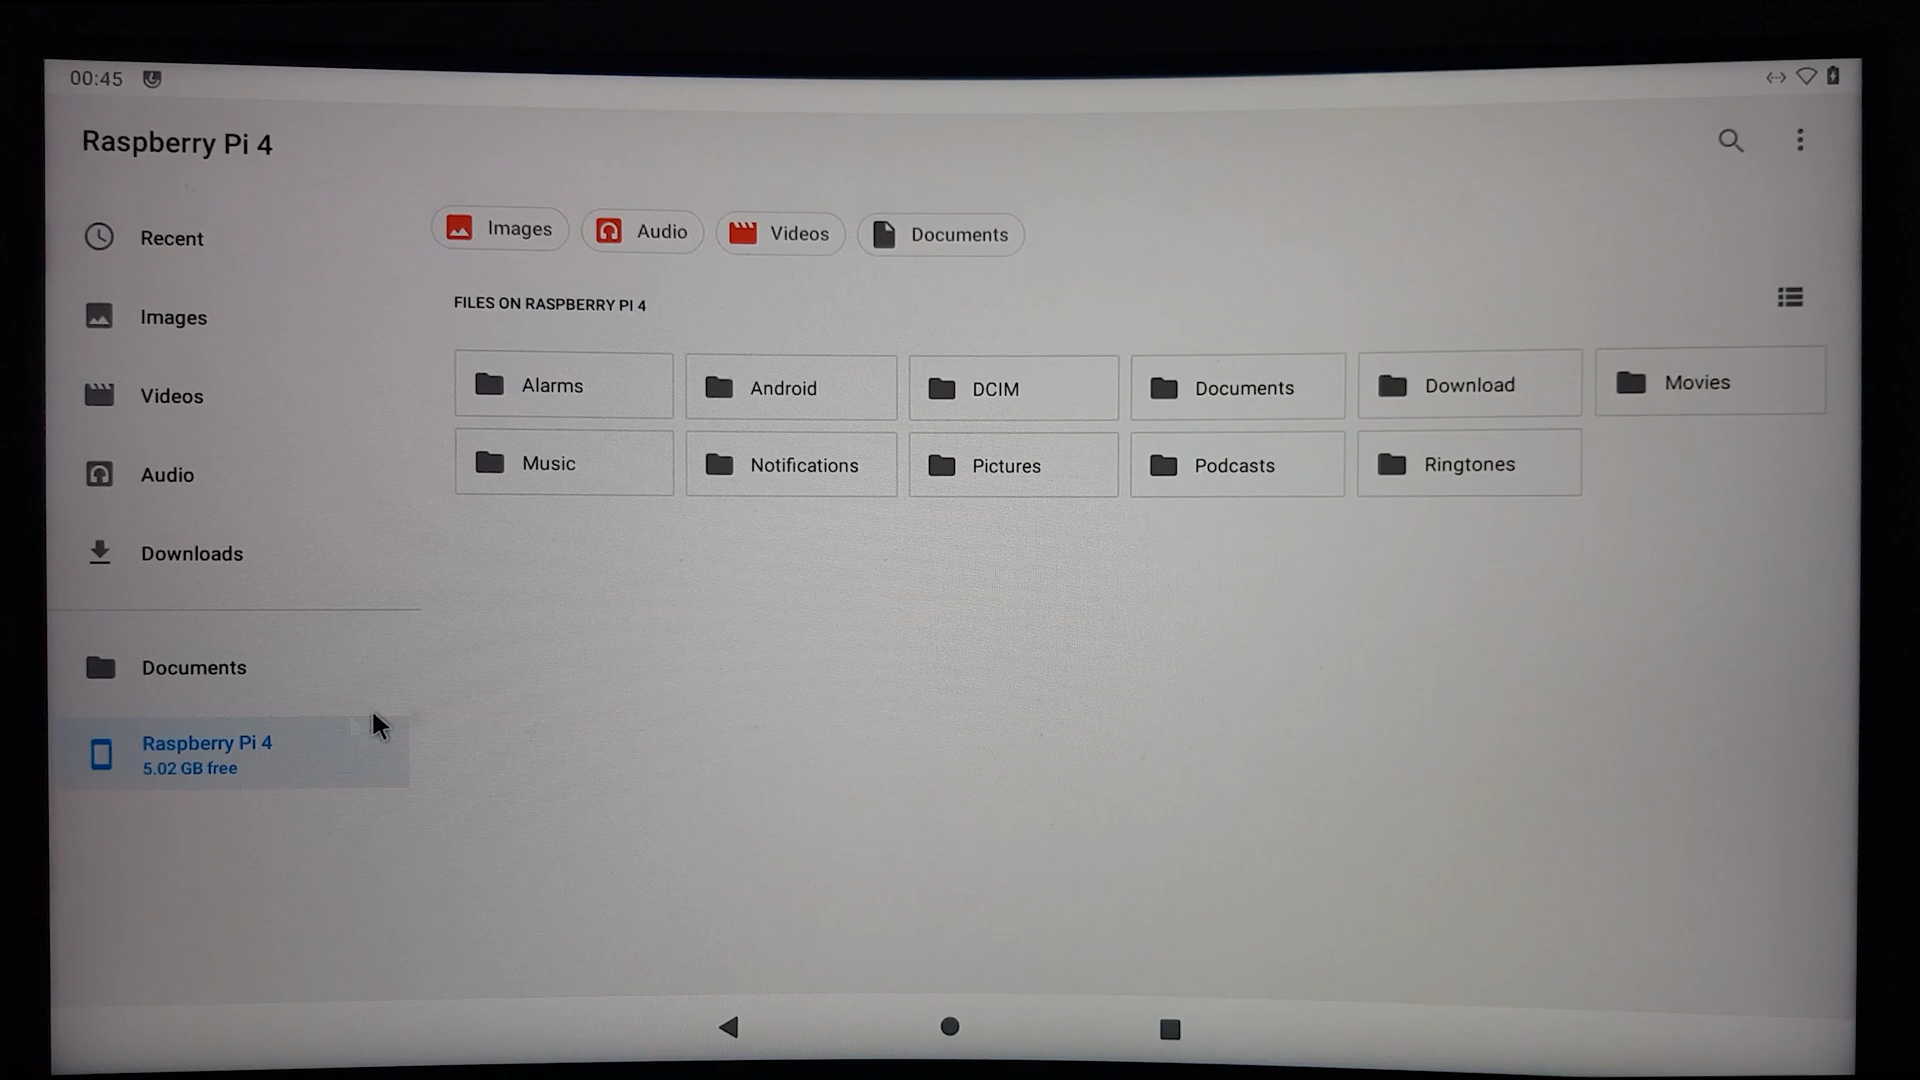 00:45
Raspberry Pi 4
Recent
Images
Videos
Audio
Downloads
Documents
Raspberry Pi 4
5.02 GB free
Images
Audio
Videos
Documents
FILES ON RASPBERRY PI 4
Alarms
Android
DCIM
Documents
Download
Movies
Music
Notifications
Pictures
Podcasts
Ringtones